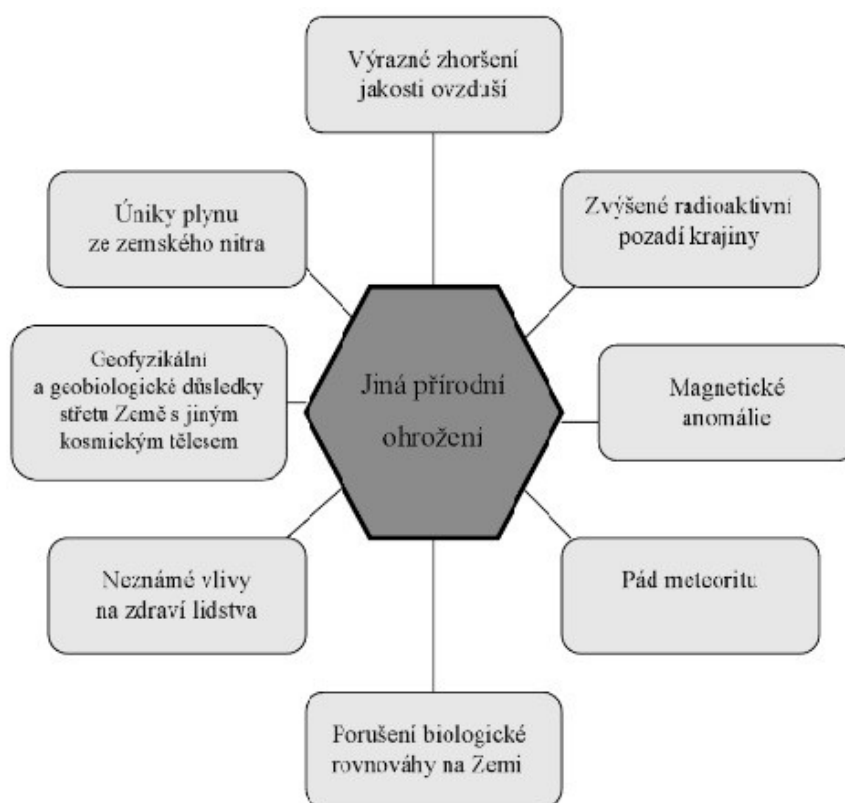 Výrazné zhoršení
jakosti ovzduší
Úniky plynu
ze zemského nitra
Zvýšené radioaktivní
pozadí krajiny
Geofyzikální
a geobiologické důsledky
střetu Země s jiným
kosmickým tělesem
Jiná přírodní
ohrožení
Magnetické
anomálie
Neznámé vlivy
na zdraví lidstva
Pád meteoritu
Porušení biologické
rovnováhy na Zemi